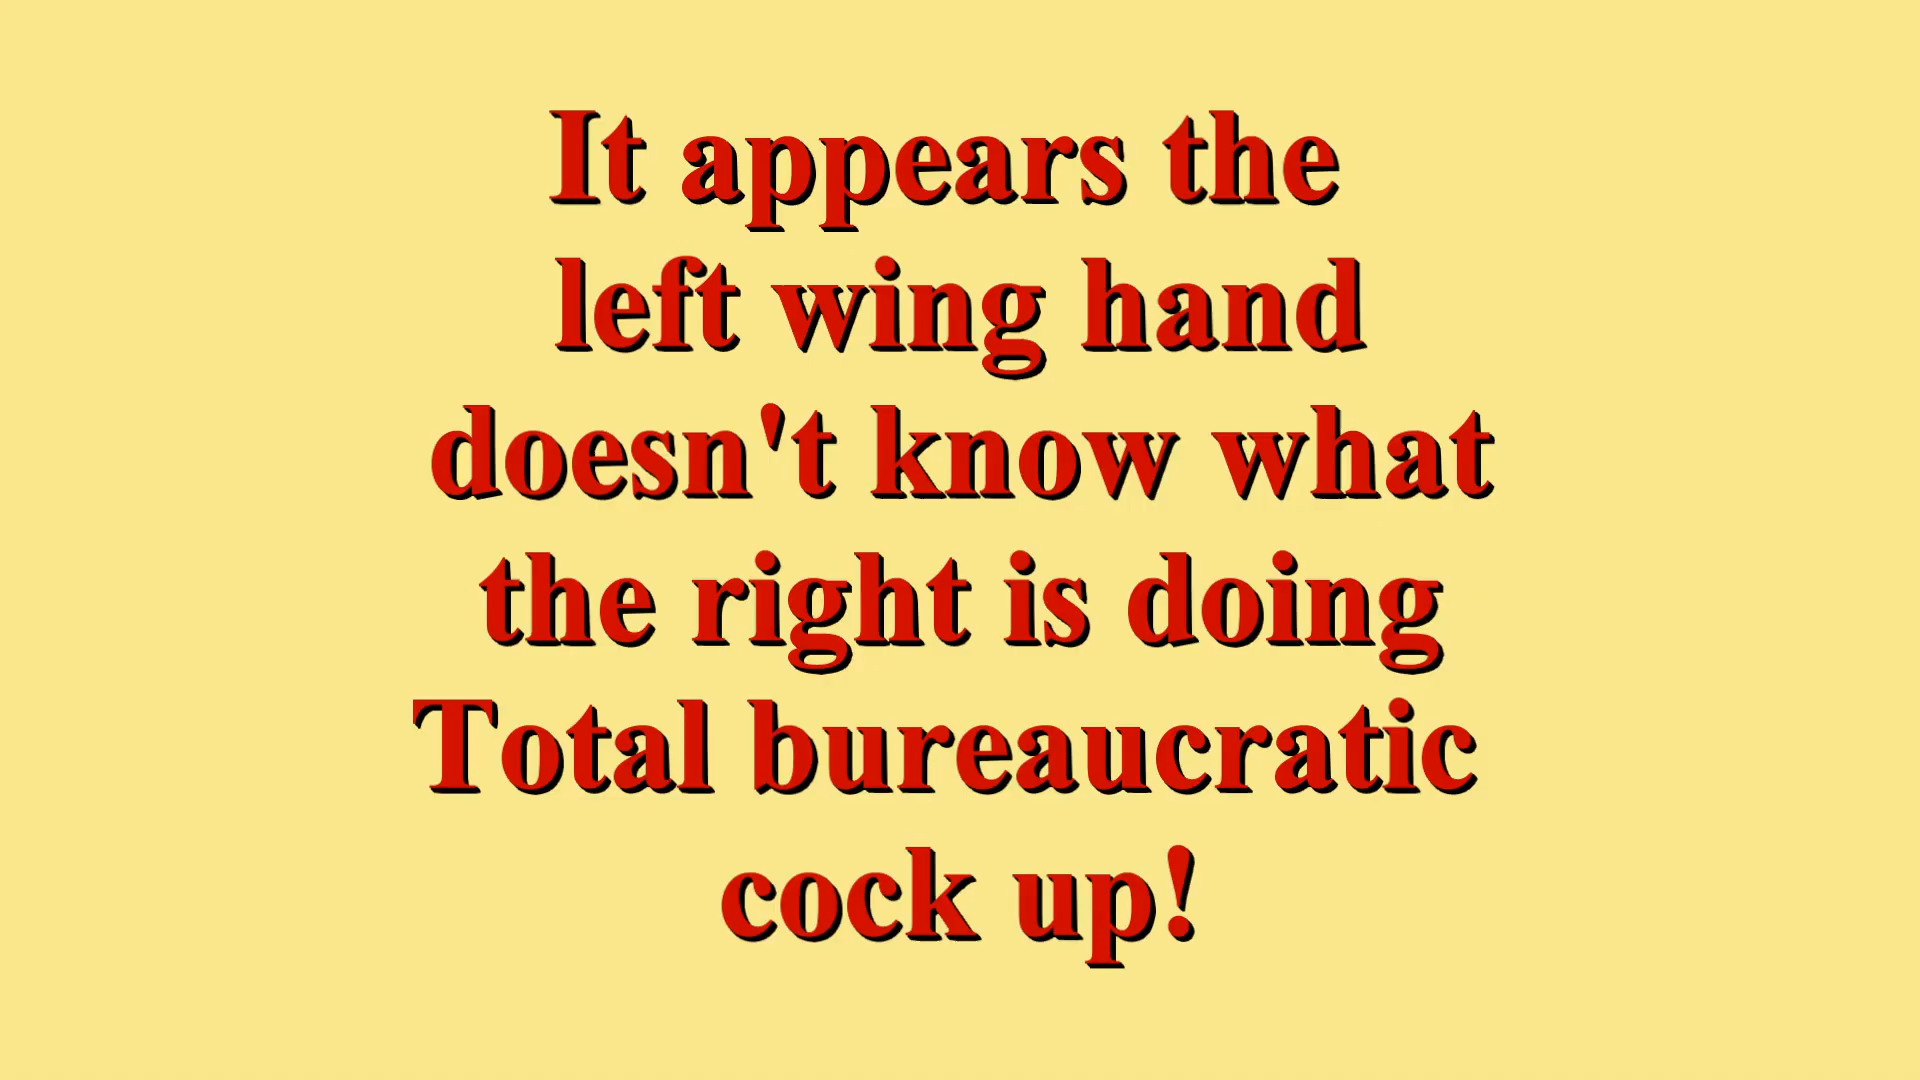 It appears the
left wing hand
doesn't know what
the right is doing
Total bureaucratic
cock up!